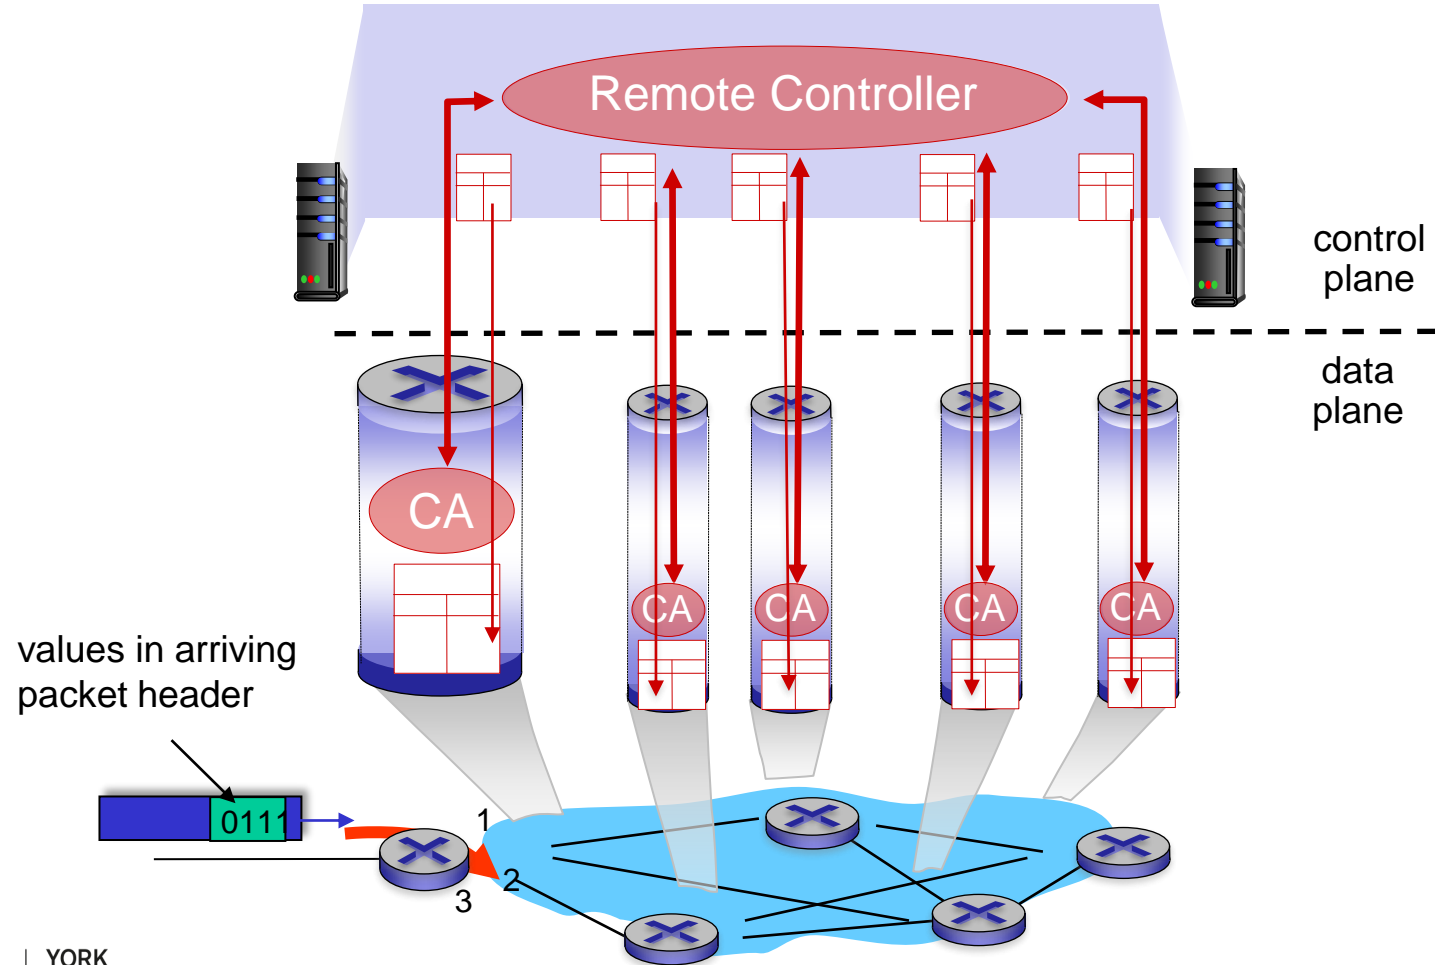 Remote Controller
control
plane
data
plane
CA
CA
CA
CA
CA
values in arriving
packet header
0111
1
2
3
| YORK